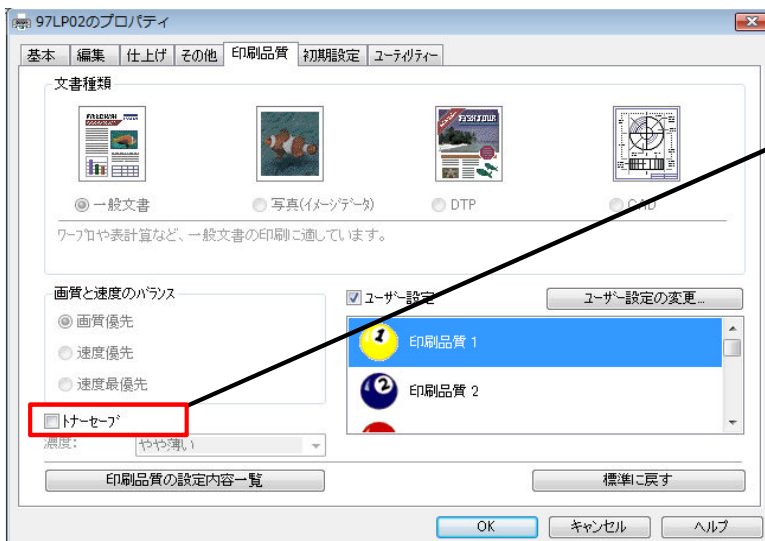 97LP02のプロパティ
基本 編集 仕上げ その他 印刷品質 初期設定 ユーティリティー
文書種類
一般文書 写真(イメージデータ) DTP CAD
ワープロや表計算など、一般文書の印刷に適しています。
画質と速度のバランス
画質優先
速度優先
速度最優先
トナーセーブ
濃度: やや薄い
ユーザー設定 ユーザー設定の変更...
1 印刷品質 1
2 印刷品質 2
印刷品質の設定内容一覧 標準に戻す
OK キャンセル ヘルプ